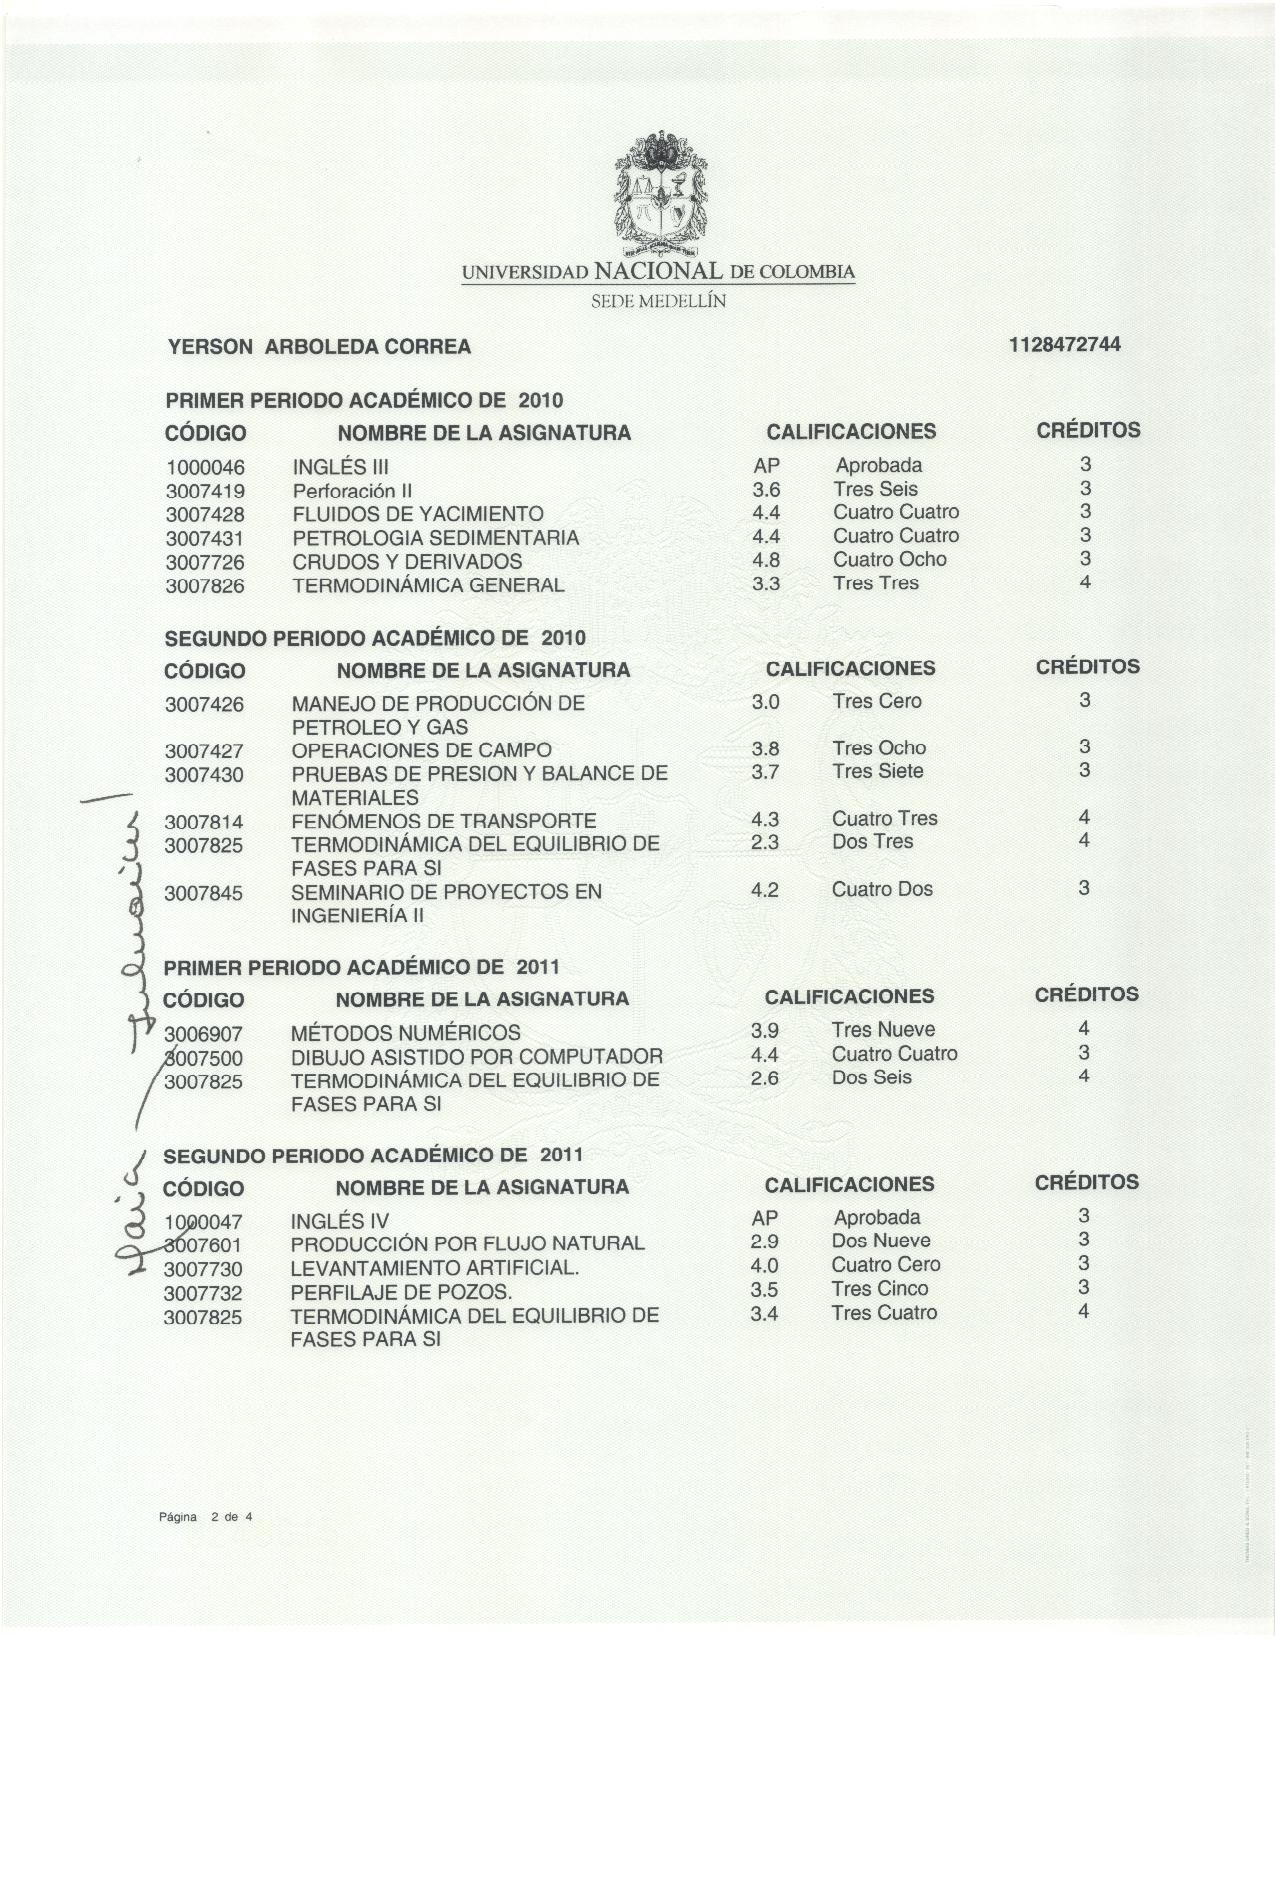 UNIVERSIDAD NACIONAL DE COLOMBIA
SEDE MEDELLÍN
YERSON ARBOLEDA CORREA 1128472744
PRIMER PERIODO ACADÉMICO DE 2010
CÓDIGO NOMBRE DE LA ASIGNATURA CALIFICACIONES CRÉDITOS
1000046 INGLÉS III AP Aprobada 3
3007419 Perforación II 3.6 Tres Seis 3
3007428 FLUIDOS DE YACIMIENTO 4.4 Cuatro Cuatro 3
3007431 PETROLOGIA SEDIMENTARIA 4.4 Cuatro Cuatro 3
3007726 CRUDOS Y DERIVADOS 4.8 Cuatro Ocho 3
3007826 TERMODINÁMICA GENERAL 3.3 Tres Tres 4
SEGUNDO PERIODO ACADÉMICO DE 2010
CÓDIGO NOMBRE DE LA ASIGNATURA CALIFICACIONES CRÉDITOS
3007426 MANEJO DE PRODUCCIÓN DE 3.0 Tres Cero 3
PETROLEO Y GAS
3007427 OPERACIONES DE CAMPO 3.8 Tres Ocho 3
3007430 PRUEBAS DE PRESION Y BALANCE DE 3.7 Tres Siete 3
MATERIALES
3007814 FENÓMENOS DE TRANSPORTE 4.3 Cuatro Tres 4
3007825 TERMODINÁMICA DEL EQUILIBRIO DE 2.3 Dos Tres 4
FASES PARA SI
3007845 SEMINARIO DE PROYECTOS EN 4.2 Cuatro Dos 3
INGENIERÍA II
PRIMER PERIODO ACADÉMICO DE 2011
CÓDIGO NOMBRE DE LA ASIGNATURA CALIFICACIONES CRÉDITOS
3006907 MÉTODOS NUMÉRICOS 3.9 Tres Nueve 4
3007500 DIBUJO ASISTIDO POR COMPUTADOR 4.4 Cuatro Cuatro 3
3007825 TERMODINÁMICA DEL EQUILIBRIO DE 2.6 Dos Seis 4
FASES PARA SI
SEGUNDO PERIODO ACADÉMICO DE 2011
CÓDIGO NOMBRE DE LA ASIGNATURA CALIFICACIONES CRÉDITOS
1000047 INGLÉS IV AP Aprobada 3
3007601 PRODUCCIÓN POR FLUJO NATURAL 2.9 Dos Nueve 3
3007730 LEVANTAMIENTO ARTIFICIAL. 4.0 Cuatro Cero 3
3007732 PERFILAJE DE POZOS. 3.5 Tres Cinco 3
3007825 TERMODINÁMICA DEL EQUILIBRIO DE 3.4 Tres Cuatro 4
FASES PARA SI
Página 2 de 4